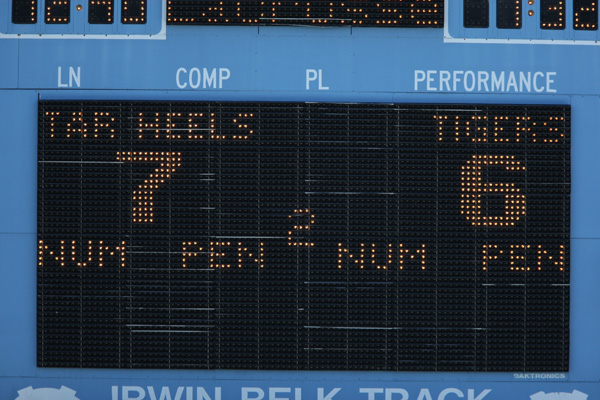 LN COMP PL PERFORMANCE
TAR HEELS TIGERS
7 6
2
NUM PEN NUM PEN
DAKTRONICS
IRWIN BELK TRACK